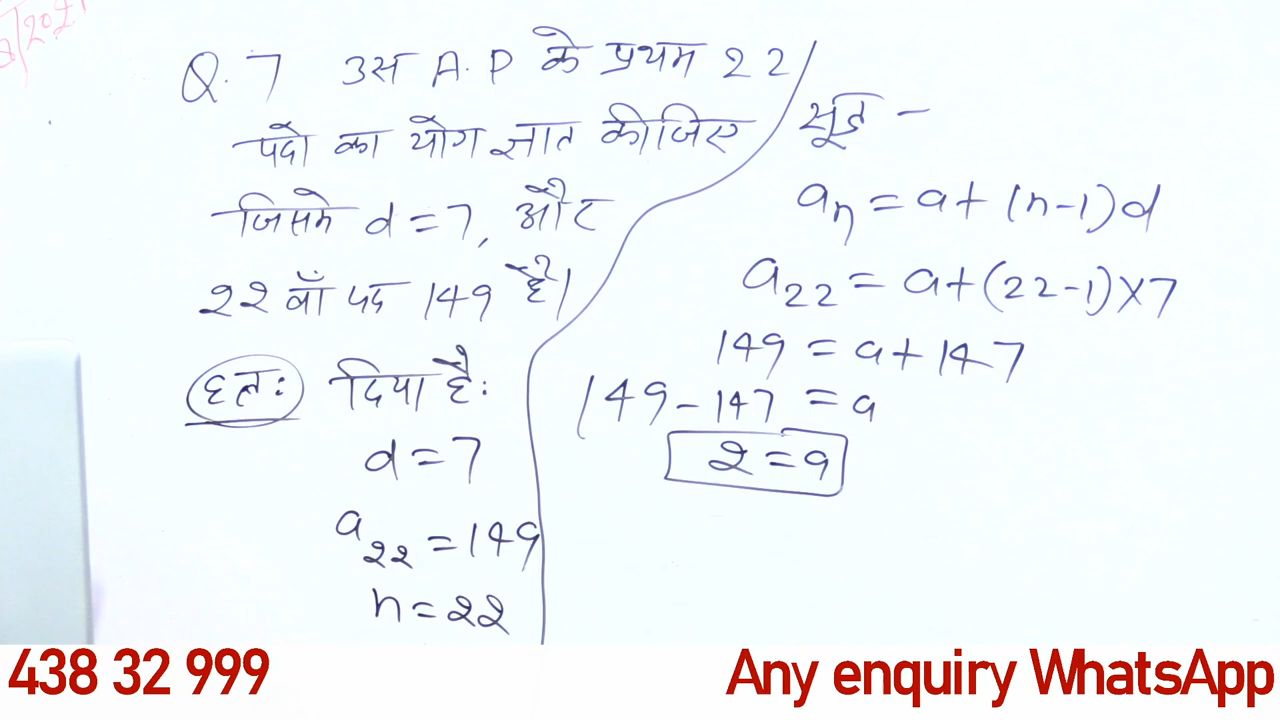 Q.7 उस A.P के प्रथम 22
पदो का योग ज्ञात कीजिए
जिसमे d=7, और
22 वाँ पद 149 है।
हल: दिया है:
d=7
a22=149
n=22
सूत्र -
an=a+(n-1)d
a22=a+(22-1)×7
149=a+147
149-147=a
2=a
438 32 999
Any enquiry WhatsApp